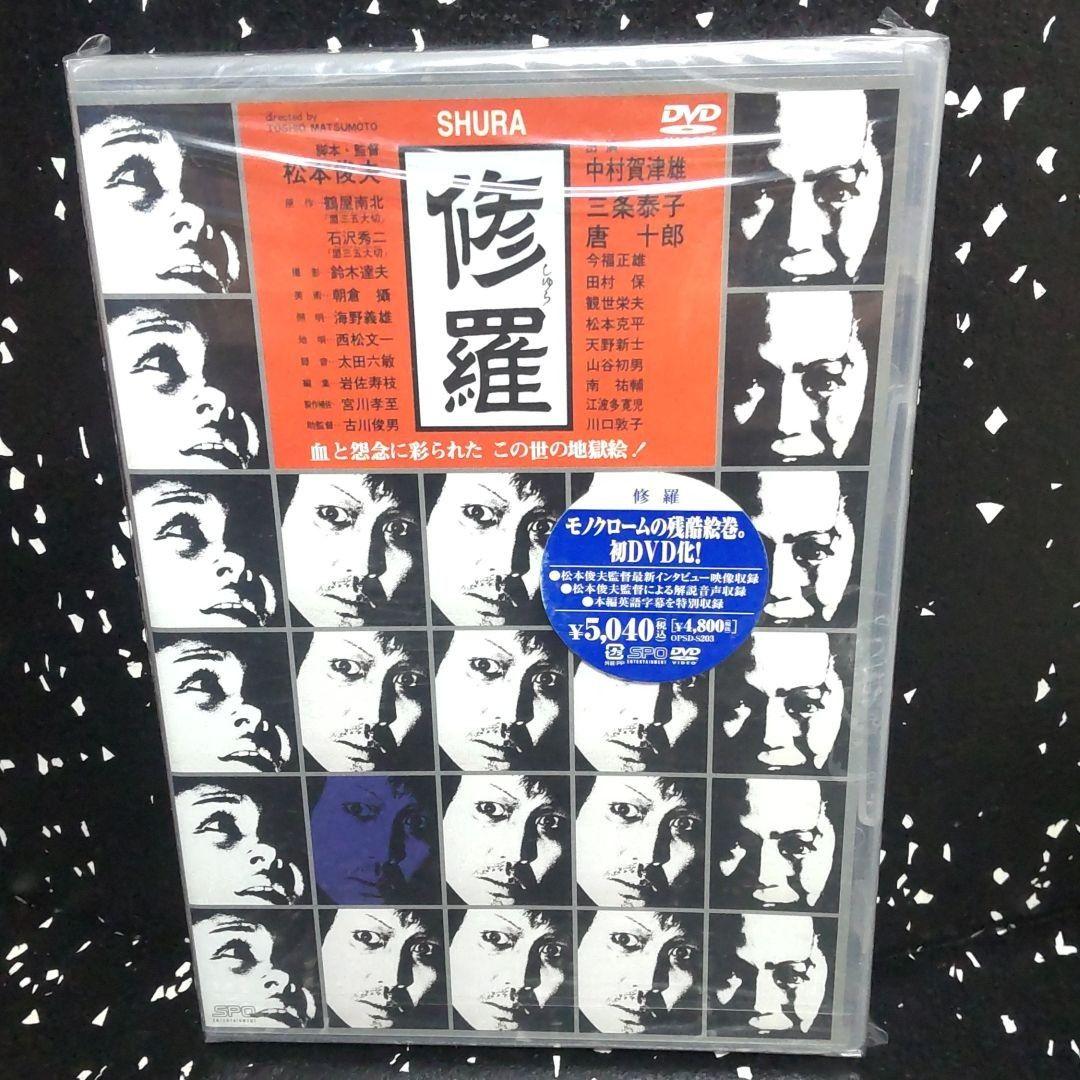 directed by
TOSHIO MATSUMOTO
脚本・監督
松本俊夫
原作 鶴屋南北
「盟三五大切」
石沢秀二
「盟三五大切」
撮影 鈴木達夫
美術 朝倉 摂
照明 海野義雄
地唄 西松文一
録音 太田六敏
編集 岩佐寿枝
製作補佐 宮川孝至
助監督 古川俊男
SHURA
修羅
しゅら
DVD
出演
中村賀津雄
三条泰子
唐 十郎
今福正雄
田村 保
観世栄夫
松本克平
天野新士
山谷初男
南 祐輔
江波多寛児
川口敦子
血と怨念に彩られた この世の地獄絵!
修 羅
モノクロームの残酷絵巻。
初DVD化!
●松本俊夫監督最新インタビュー映像収録
●松本俊夫監督による解説音声収録
●本編英語字幕を特別収録
¥5,040(税込) [¥4,800]
OPSD-S203
SPO
ENTERTAINMENT
DVD
VIDEO
SPO
ENTERTAINMENT